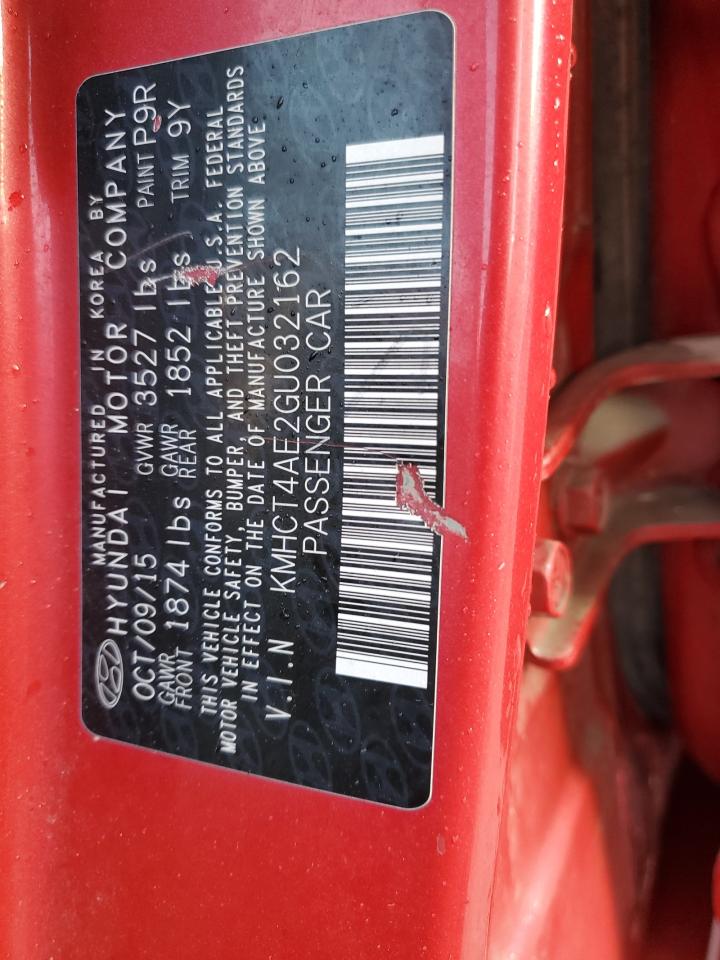 MANUFACTURED IN KOREA BY
HYUNDAI MOTOR COMPANY
OCT/09/15 GVWR 3527 lbs PAINT P9R
GAWR FRONT 1874 lbs GAWR REAR 1852 lbs TRIM 9Y
THIS VEHICLE CONFORMS TO ALL APPLICABLE U.S.A. FEDERAL
MOTOR VEHICLE SAFETY, BUMPER, AND THEFT PREVENTION STANDARDS
IN EFFECT ON THE DATE OF MANUFACTURE SHOWN ABOVE.
V.I.N KMHCT4AE2GU032162
PASSENGER CAR